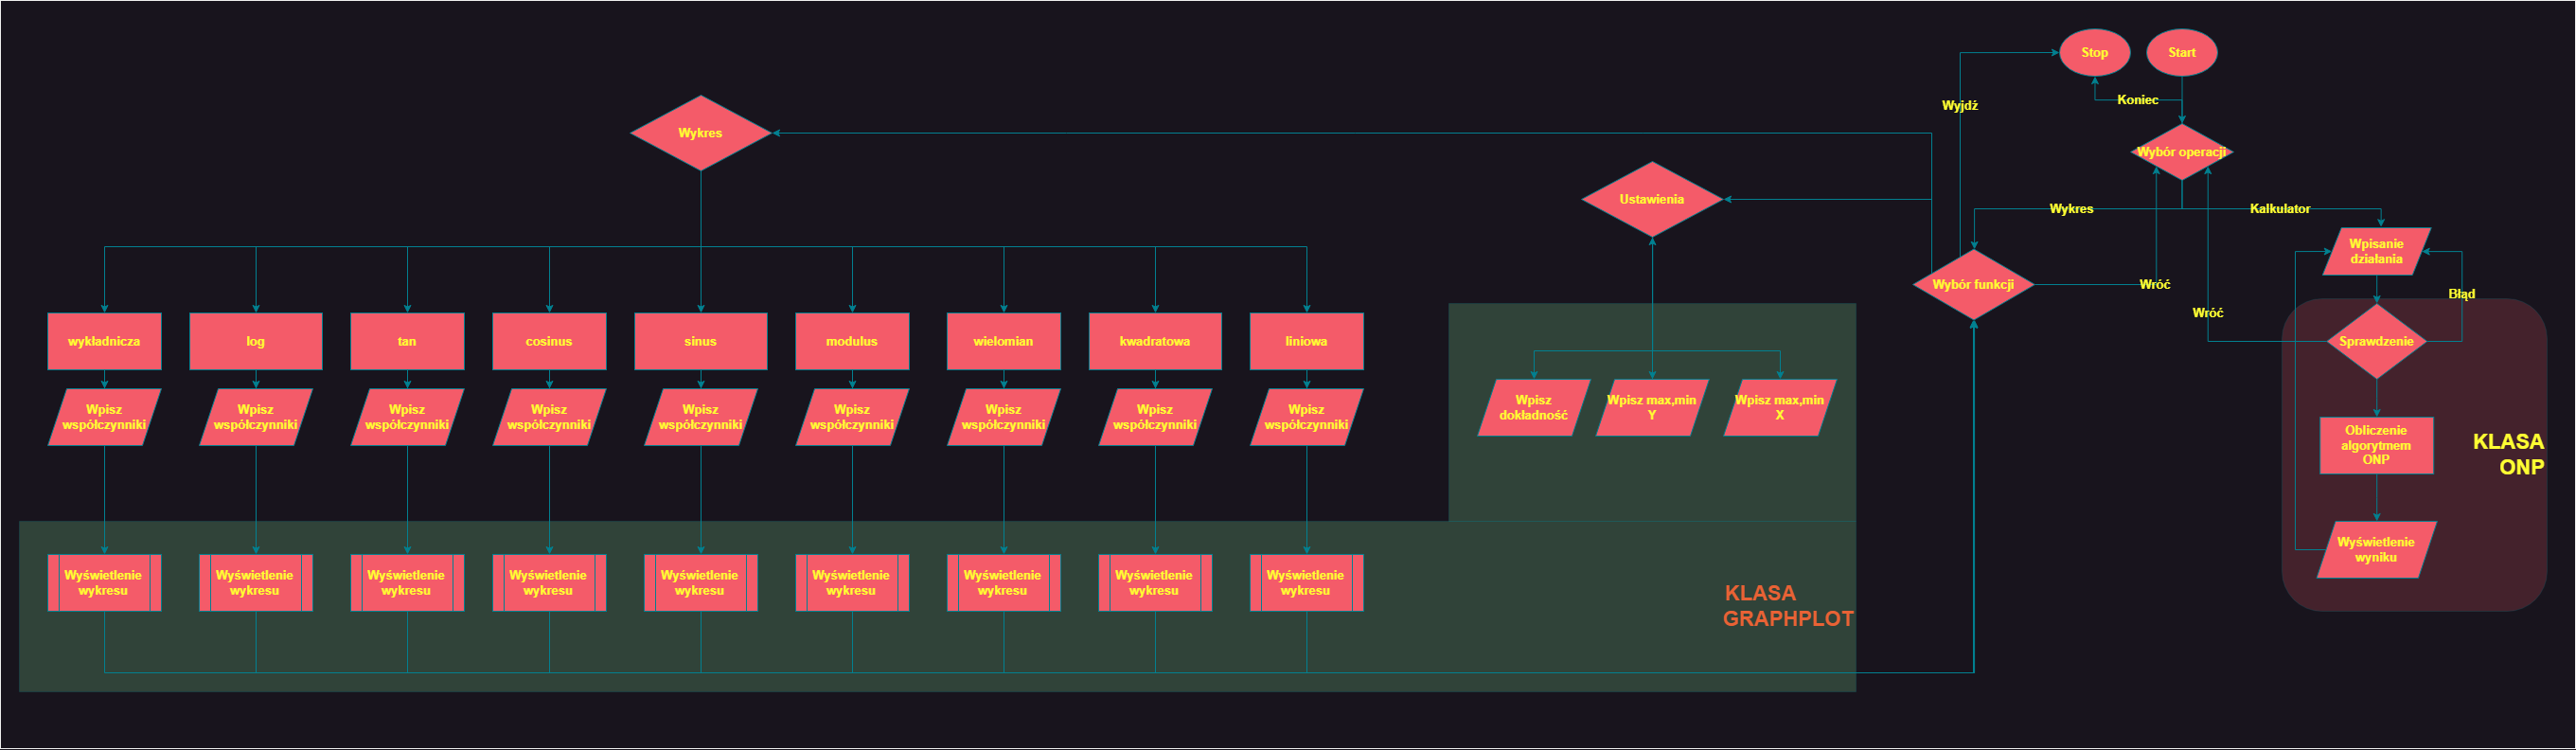 Stop
Start
Koniec
Wyjdź
Wykres
Wybór operacji
Ustawienia
Wykres
Kalkulator
Wpisanie
działania
Wybór funkcji
Wróć
Błąd
Wróć
wykładnicza
log
tan
cosinus
sinus
modulus
wielomian
kwadratowa
liniowa
Sprawdzenie
Wpisz
współczynniki
Wpisz
współczynniki
Wpisz
współczynniki
Wpisz
współczynniki
Wpisz
współczynniki
Wpisz
współczynniki
Wpisz
współczynniki
Wpisz
współczynniki
Wpisz
współczynniki
Wpisz
dokładność
Wpisz max,min
Y
Wpisz max,min
X
Obliczenie
algorytmem
ONP
KLASA
ONP
Wyświetlenie
wyniku
Wyświetlenie
wykresu
Wyświetlenie
wykresu
Wyświetlenie
wykresu
Wyświetlenie
wykresu
Wyświetlenie
wykresu
Wyświetlenie
wykresu
Wyświetlenie
wykresu
Wyświetlenie
wykresu
Wyświetlenie
wykresu
KLASA
GRAPHPLOT